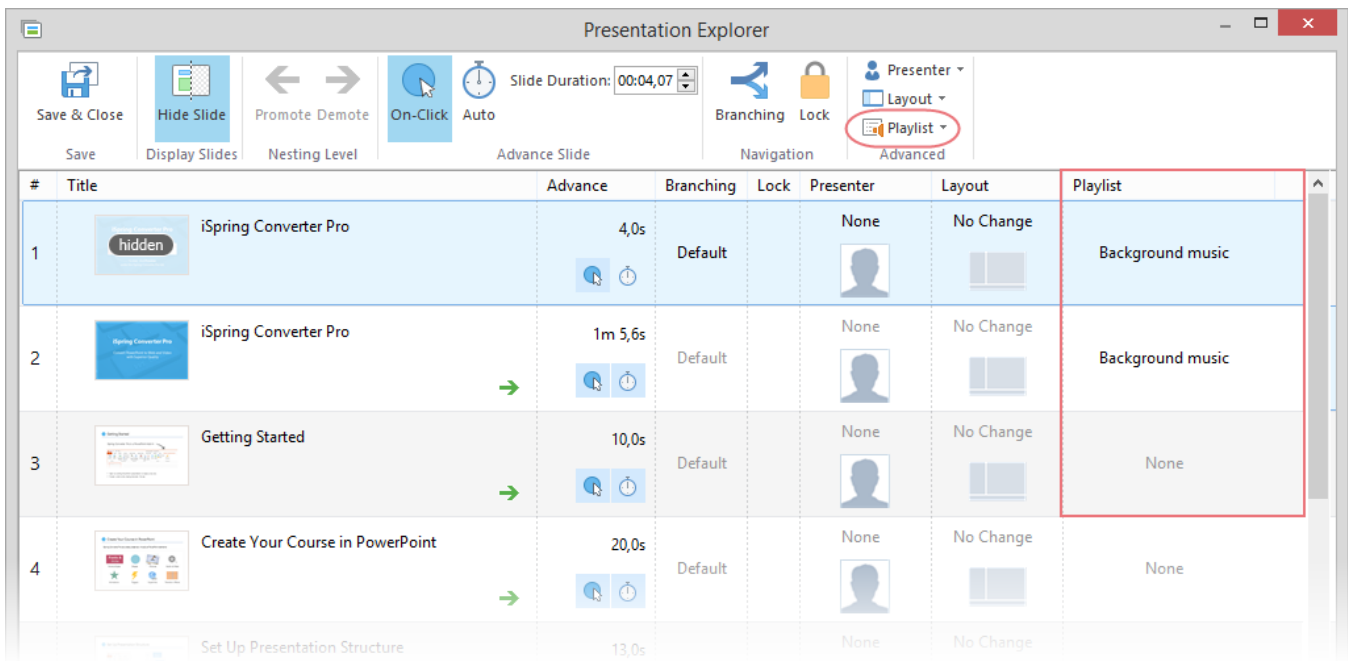 Presentation Explorer
Presenter
Slide Duration: 00:04,07
Layout
Save & Close Hide Slide Promote Demote On-Click Auto Branching Lock
Playlist
Save Display Slides Nesting Level Advance Slide Navigation Advanced
# Title Advance Branching Lock Presenter Layout Playlist
iSpring Converter Pro 4,0s None No Change
1 hidden Default Background music
iSpring Converter Pro 1m 5,6s None No Change
iSpring Converter Pro
2 Default Background music
Getting Started 10,0s None No Change
3 Default None
Create Your Course in PowerPoint 20,0s None No Change
4 Default None
Set Up Presentation Structure 13,0s None No Change